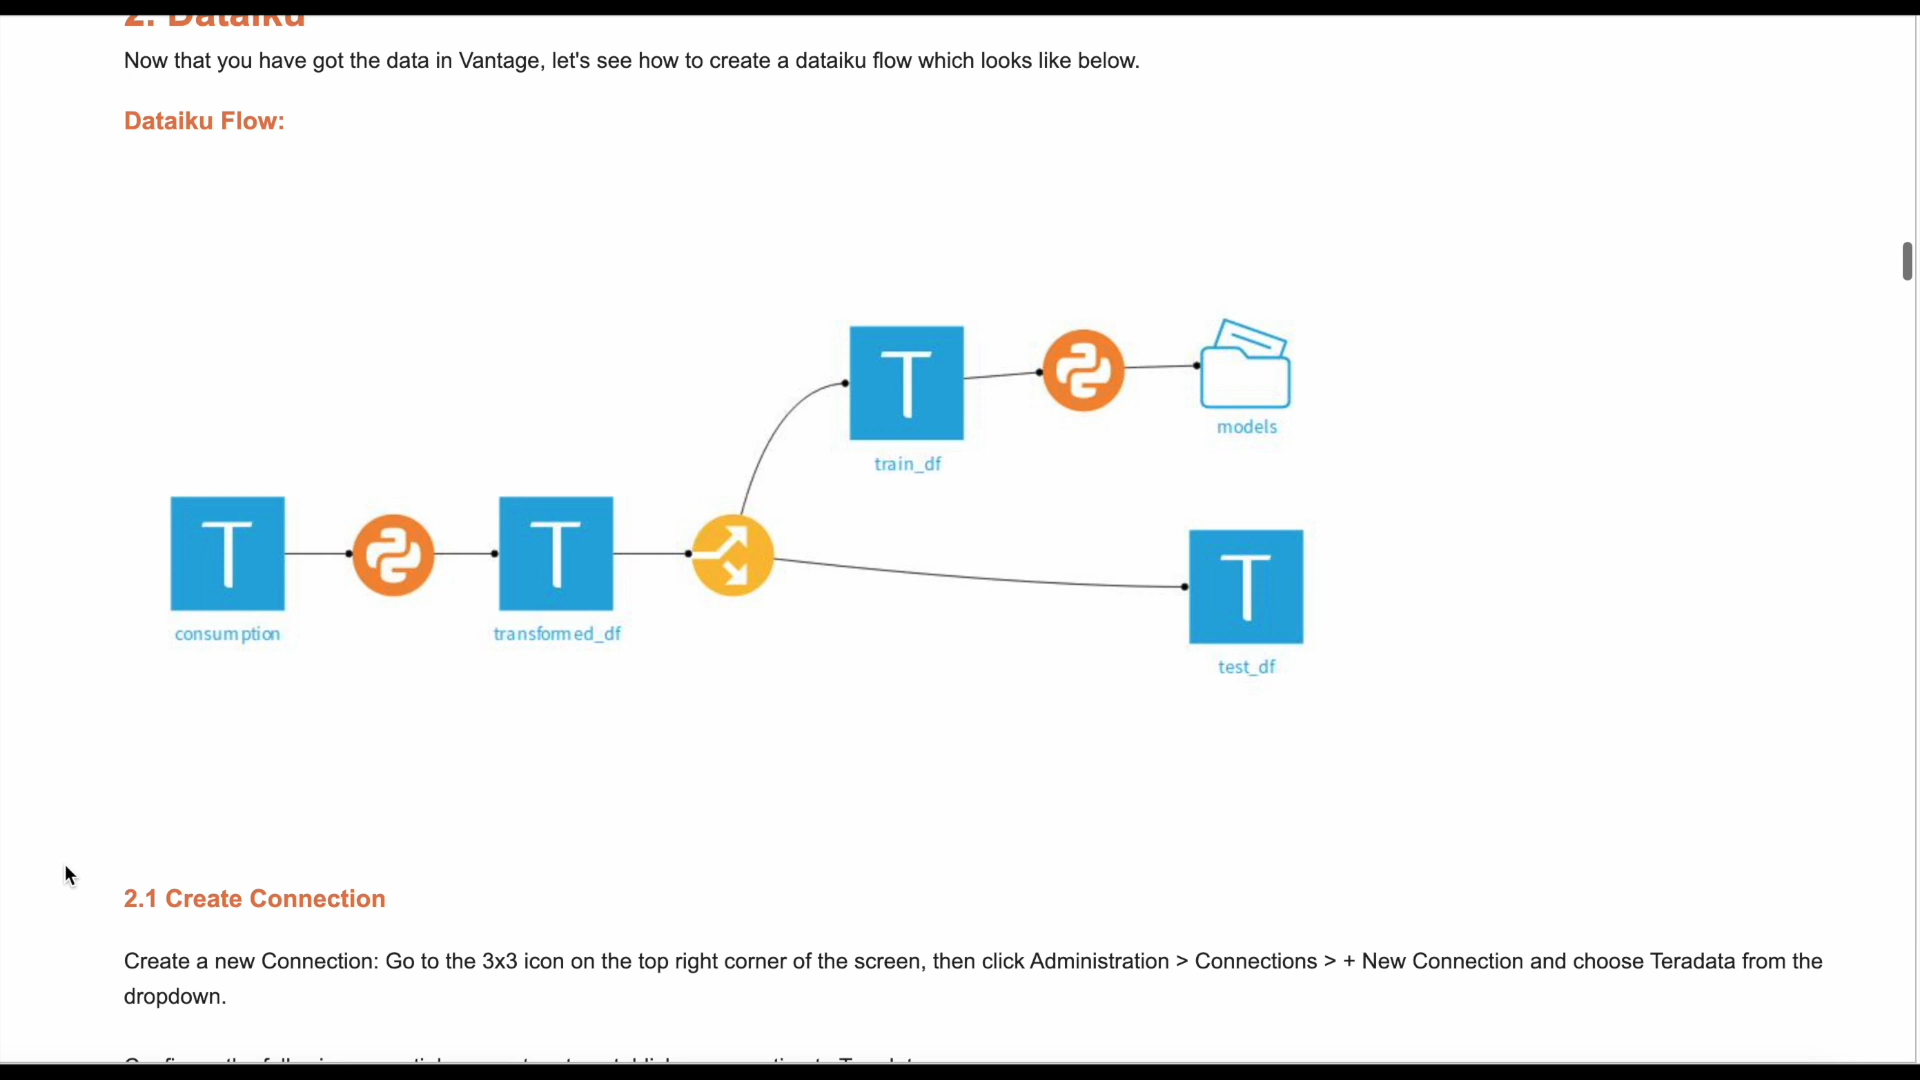 2. Dataiku
Now that you have got the data in Vantage, let's see how to create a dataiku flow which looks like below.
Dataiku Flow:
T
models
train_df
T
T
T
consumption
transformed_df
test_df
2.1 Create Connection
Create a new Connection: Go to the 3x3 icon on the top right corner of the screen, then click Administration > Connections > + New Connection and choose Teradata from the
dropdown.